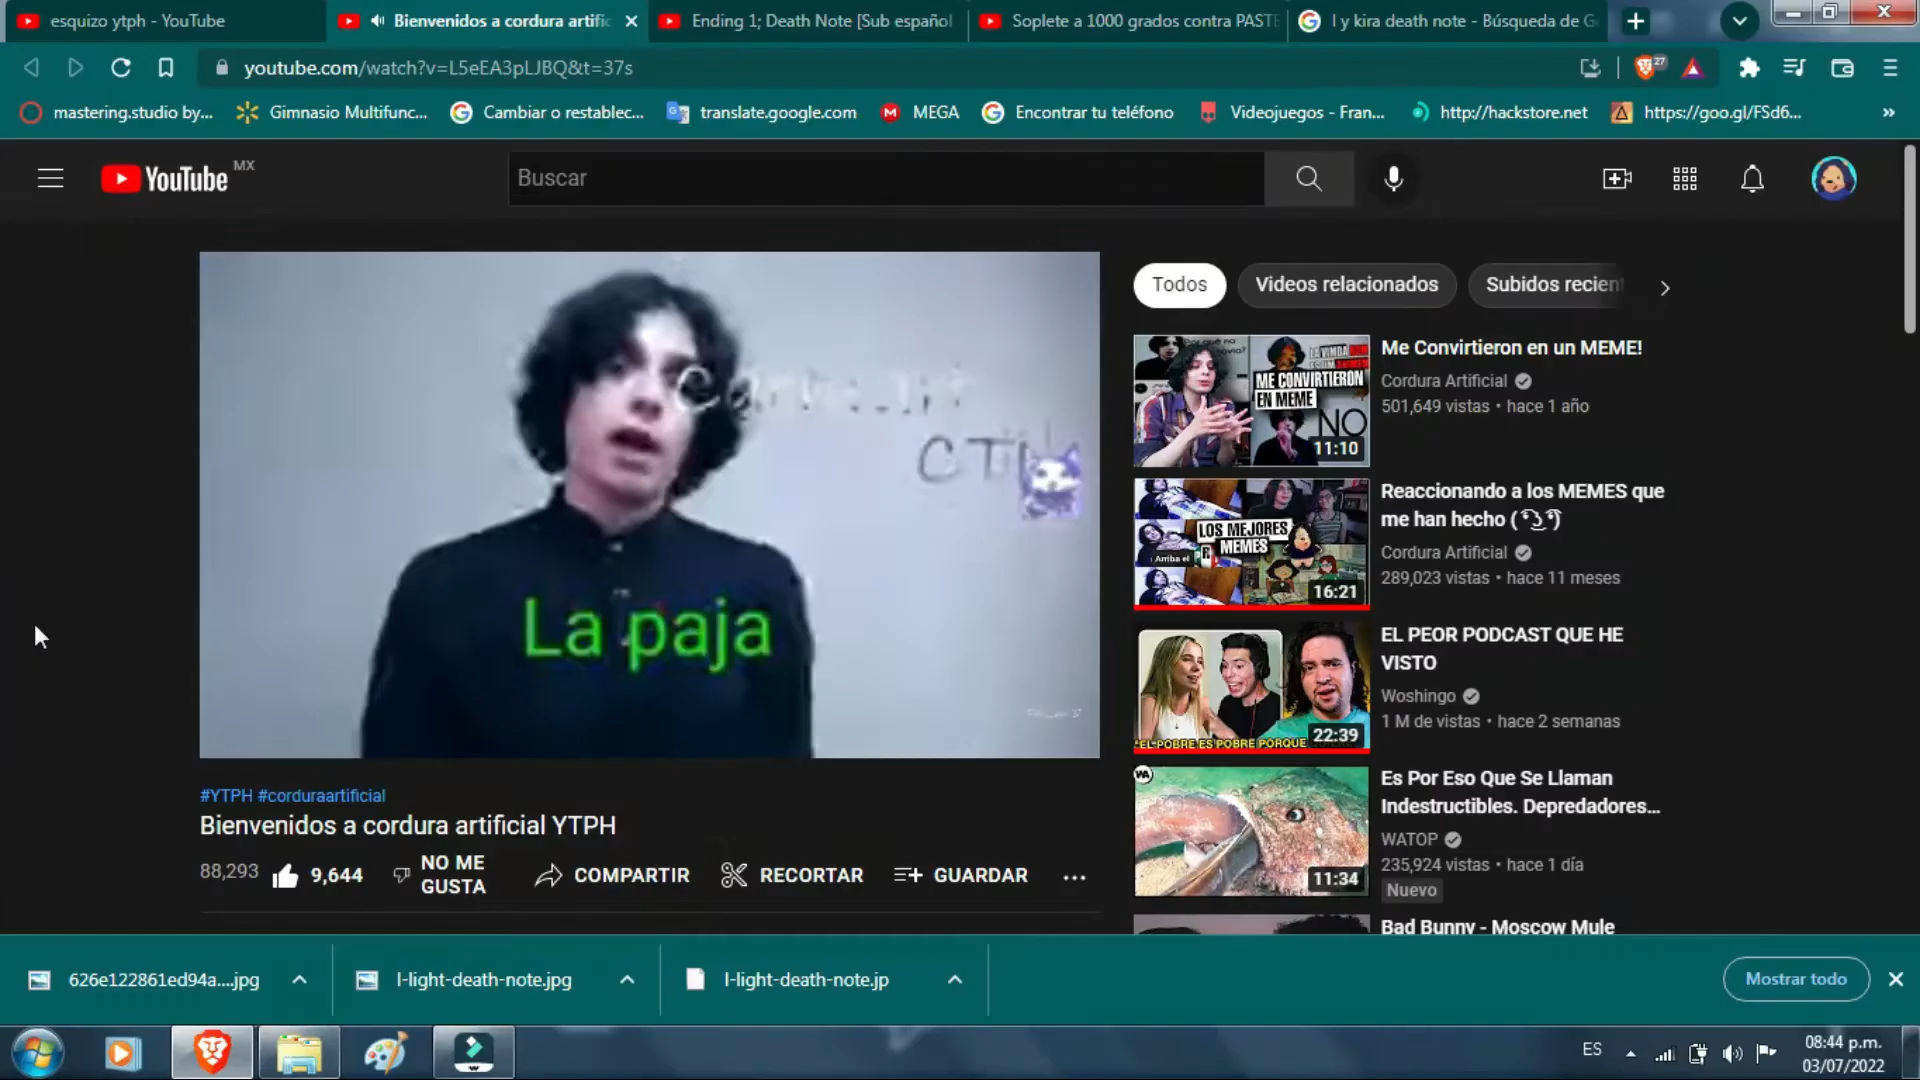 esquizo ytph - YouTube
Bienvenidos a cordura artific
Ending 1; Death Note [Sub español
Soplete a 1000 grados contra PASTE
l y kira death note - Búsqueda de G
youtube.com/watch?v=L5eEA3pLJBQ&t=37s
27
mastering.studio by...
Gimnasio Multifunc...
Cambiar o restablec...
translate.google.com
MEGA
Encontrar tu teléfono
Videojuegos - Fran...
http://hackstore.net
https://goo.gl/FSd6...
»
YouTube MX
Buscar
La paja
Todos
Videos relacionados
Subidos recien
ME CONVIRTIERON
EN MEME
NO
11:10
Me Convirtieron en un MEME!
Cordura Artificial
501,649 vistas • hace 1 año
LOS MEJORES
MEMES
Arriba el
16:21
Reaccionando a los MEMES que
me han hecho ( ͡° ͜ʖ ͡°)
Cordura Artificial
289,023 vistas • hace 11 meses
"EL POBRE ES POBRE PORQUE
22:39
EL PEOR PODCAST QUE HE
VISTO
Woshingo
1 M de vistas • hace 2 semanas
WA
11:34
Es Por Eso Que Se Llaman
Indestructibles. Depredadores...
WATOP
235,924 vistas • hace 1 día
Nuevo
Bad Bunny - Moscow Mule
#YTPH #corduraartificial
Bienvenidos a cordura artificial YTPH
88,293
9,644
NO ME
GUSTA
COMPARTIR
RECORTAR
GUARDAR
...
626e122861ed94a....jpg
l-light-death-note.jpg
l-light-death-note.jp
Mostrar todo
ES
08:44 p.m.
03/07/2022